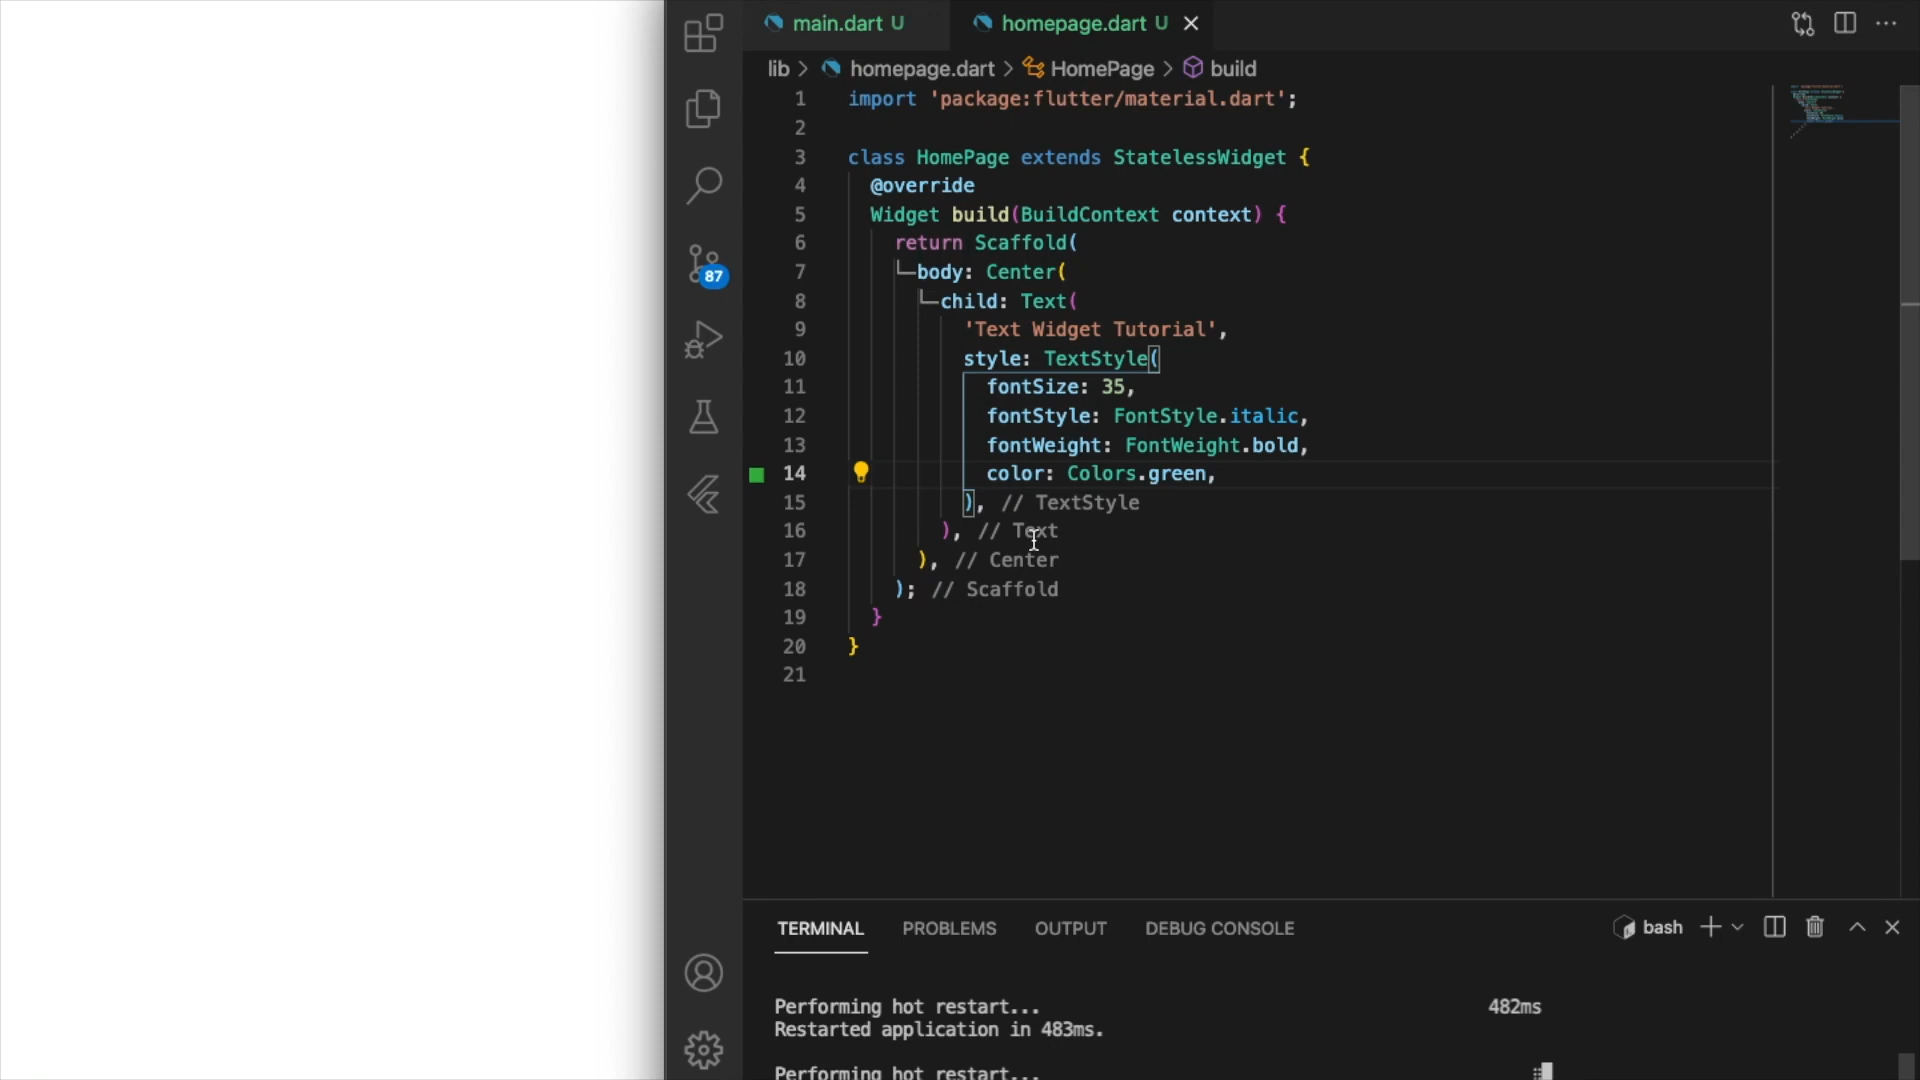 main.dart U
homepage.dart U
lib > homepage.dart > HomePage > build
1 import 'package:flutter/material.dart';
2
3 class HomePage extends StatelessWidget {
4 @override
5 Widget build(BuildContext context) {
6 return Scaffold(
7 body: Center(
8 child: Text(
9 'Text Widget Tutorial',
10 style: TextStyle(
11 fontSize: 35,
12 fontStyle: FontStyle.italic,
13 fontWeight: FontWeight.bold,
14 color: Colors.green,
15 ), // TextStyle
16 ), // Text
17 ), // Center
18 ); // Scaffold
19 }
20 }
21
87
TERMINAL PROBLEMS OUTPUT DEBUG CONSOLE bash
Performing hot restart... 482ms
Restarted application in 483ms.
Performing hot restart...